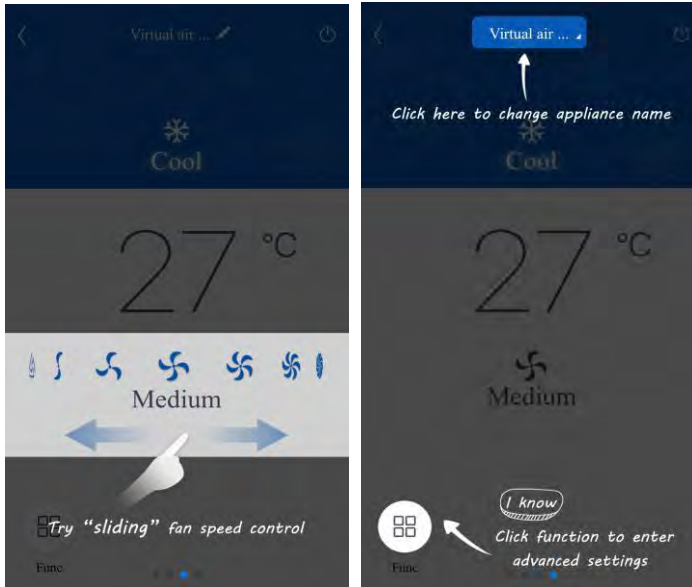 Virtual air ...
Cool
27 °C
Medium
Try “sliding” fan speed control
Func
Virtual air ...
Click here to change appliance name
Cool
27 °C
Medium
I know
Click function to enter
advanced settings
Func